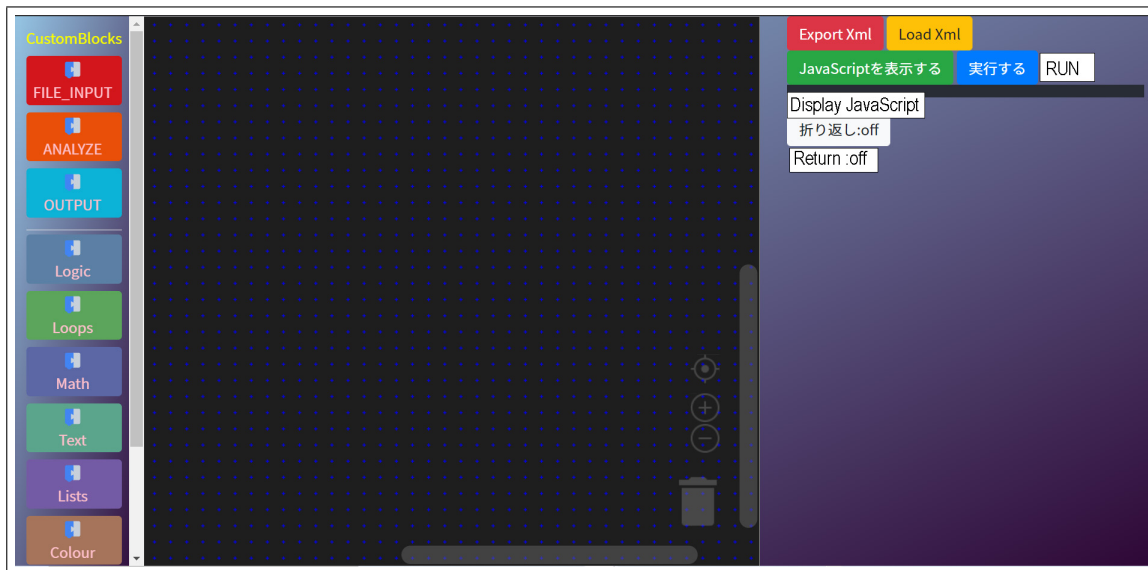 CustomBlocks
FILE_INPUT
ANALYZE
OUTPUT
Logic
Loops
Math
Text
Lists
Colour
Export Xml
Load Xml
JavaScriptを表示する
実行する
RUN
Display JavaScript
折り返し:off
Return :off